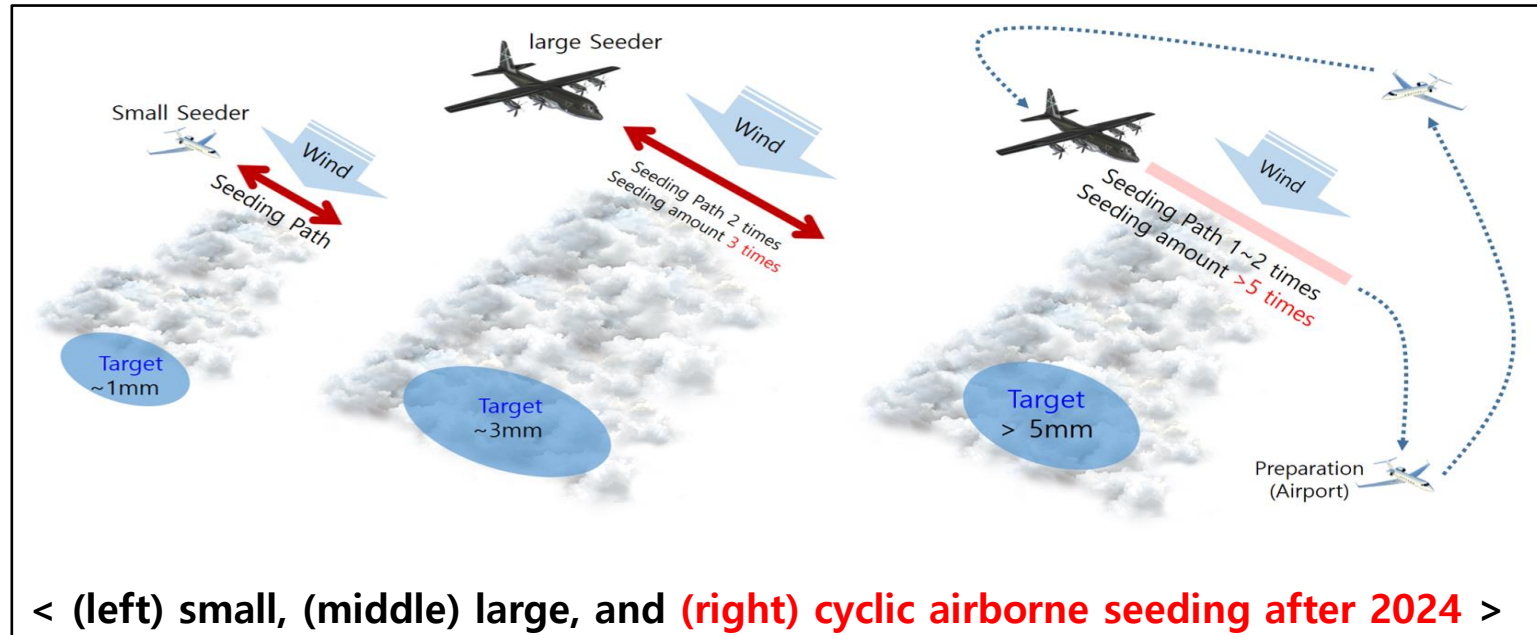 Small Seeder
Wind
Seeding Path
Target
~1mm
large Seeder
Wind
Seeding Path 2 times
Seeding amount 3 times
Target
~3mm
Wind
Seeding Path 1~2 times
Seeding amount >5 times
Target
> 5mm
Preparation
(Airport)
< (left) small, (middle) large, and (right) cyclic airborne seeding after 2024 >